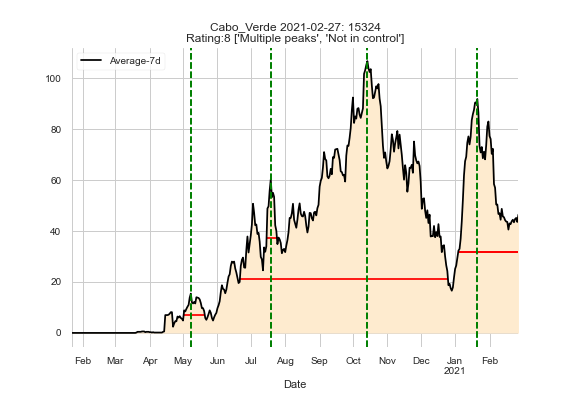 Cabo_Verde 2021-02-27: 15324
Rating:8 ['Multiple peaks', 'Not in control']
Average-7d
100
80
60
40
20
0
Feb Mar Apr May Jun Jul Aug Sep Oct Nov Dec Jan Feb
2021
Date